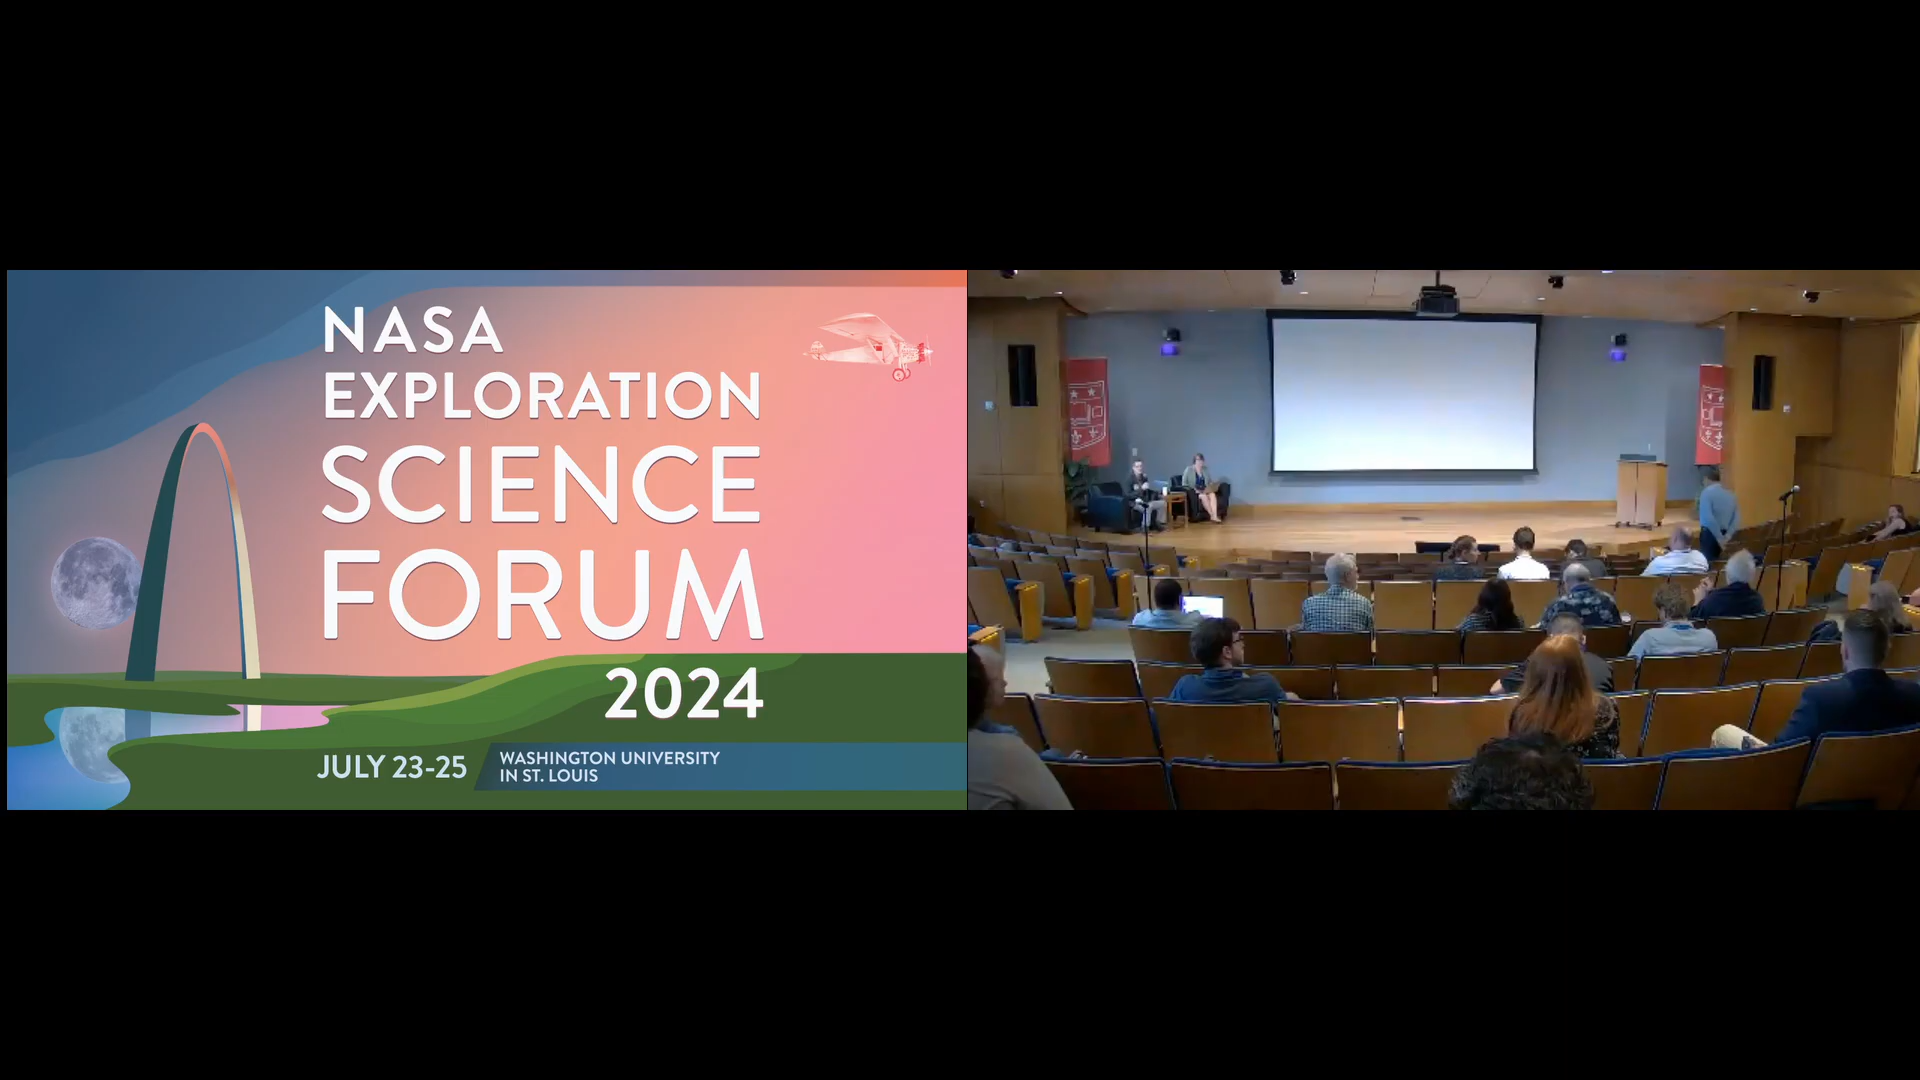 NASA
EXPLORATION
SCIENCE
FORUM
2024
JULY 23-25
WASHINGTON UNIVERSITY
IN ST. LOUIS